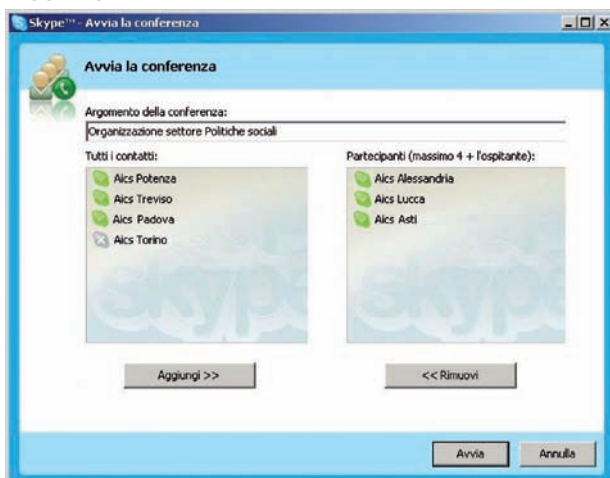 Skype™ - Avvia la conferenza
Avvia la conferenza
Argomento della conferenza:
Organizzazione settore Politiche sociali
Tutti i contatti:
Aics Potenza
Aics Treviso
Aics Padova
Aics Torino
Partecipanti (massimo 4 + l'ospitante):
Aics Alessandria
Aics Lucca
Aics Asti
skype
skype
Aggiungi >>
<< Rimuovi
Avvia
Annulla